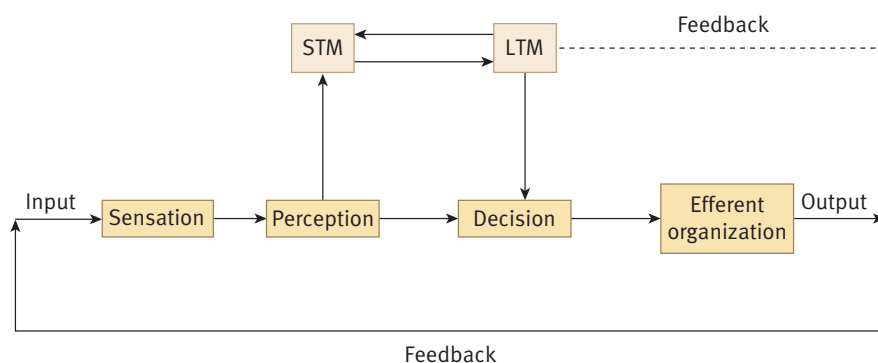 Feedback
STM
LTM
Input
Sensation
Perception
Decision
Efferent
organization
Output
Feedback